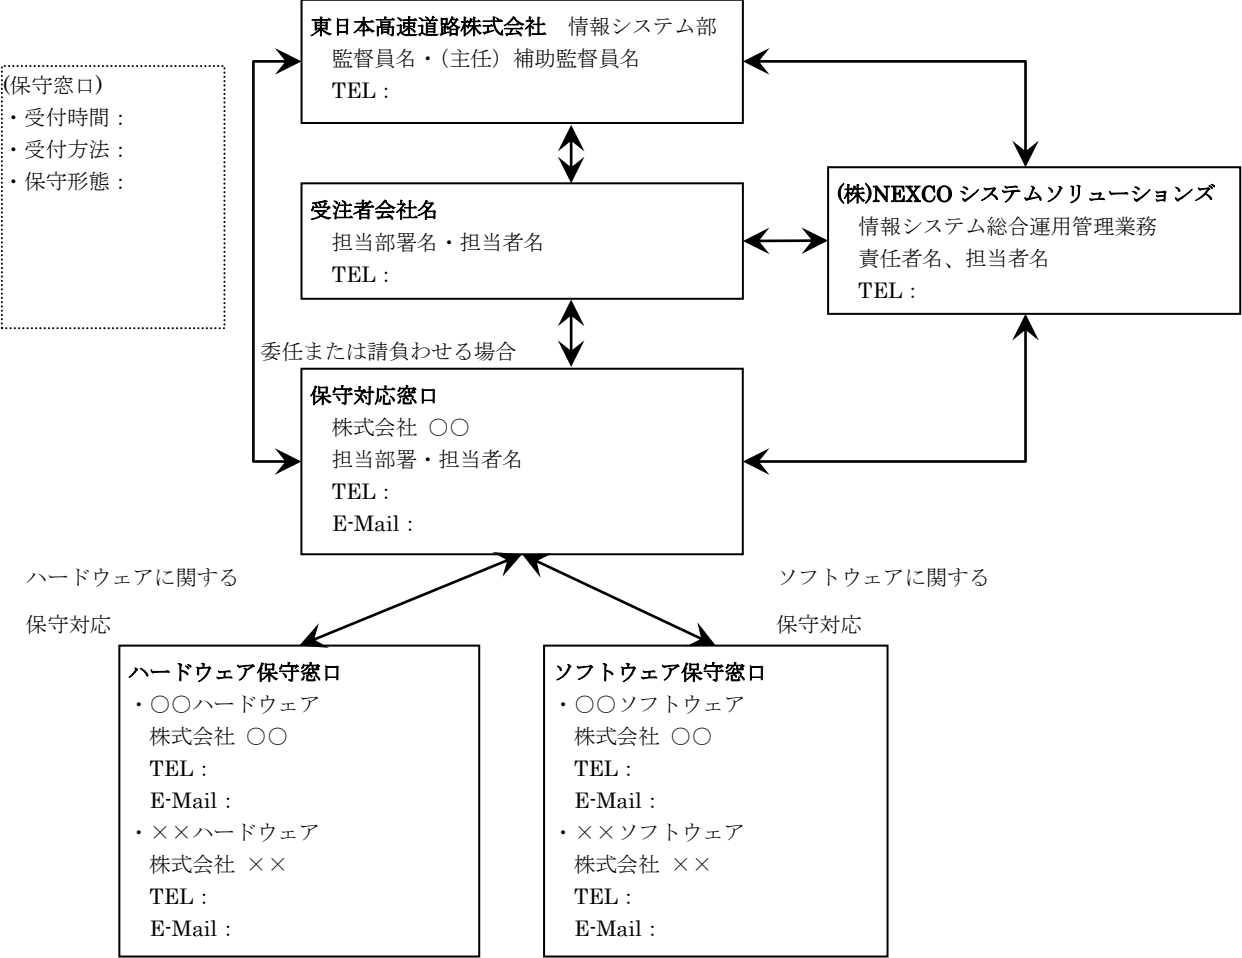 東日本高速道路株式会社 情報システム部
監督員名・(主任）補助監督員名
TEL：
(保守窓口)
・受付時間：
・受付方法：
・保守形態：
受注者会社名
担当部署名・担当者名
TEL：
(株)NEXCO システムソリューションズ
情報システム総合運用管理業務
責任者名、担当者名
TEL：
委任または請負わせる場合
保守対応窓口
株式会社 〇〇
担当部署・担当者名
TEL：
E-Mail：
ハードウェアに関する
保守対応
ソフトウェアに関する
保守対応
ハードウェア保守窓口
・〇〇ハードウェア
株式会社 〇〇
TEL：
E-Mail：
・××ハードウェア
株式会社 ××
TEL：
E-Mail：
ソフトウェア保守窓口
・〇〇ソフトウェア
株式会社 〇〇
TEL：
E-Mail：
・××ソフトウェア
株式会社 ××
TEL：
E-Mail：